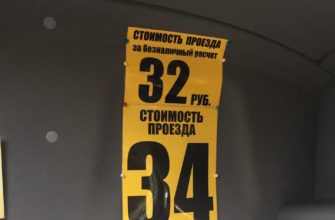 СТОИМОСТЬ ПРОЕЗДА
за безналичный расчет
32 РУБ.
СТОИМОСТЬ
ПРОЕЗДА
34